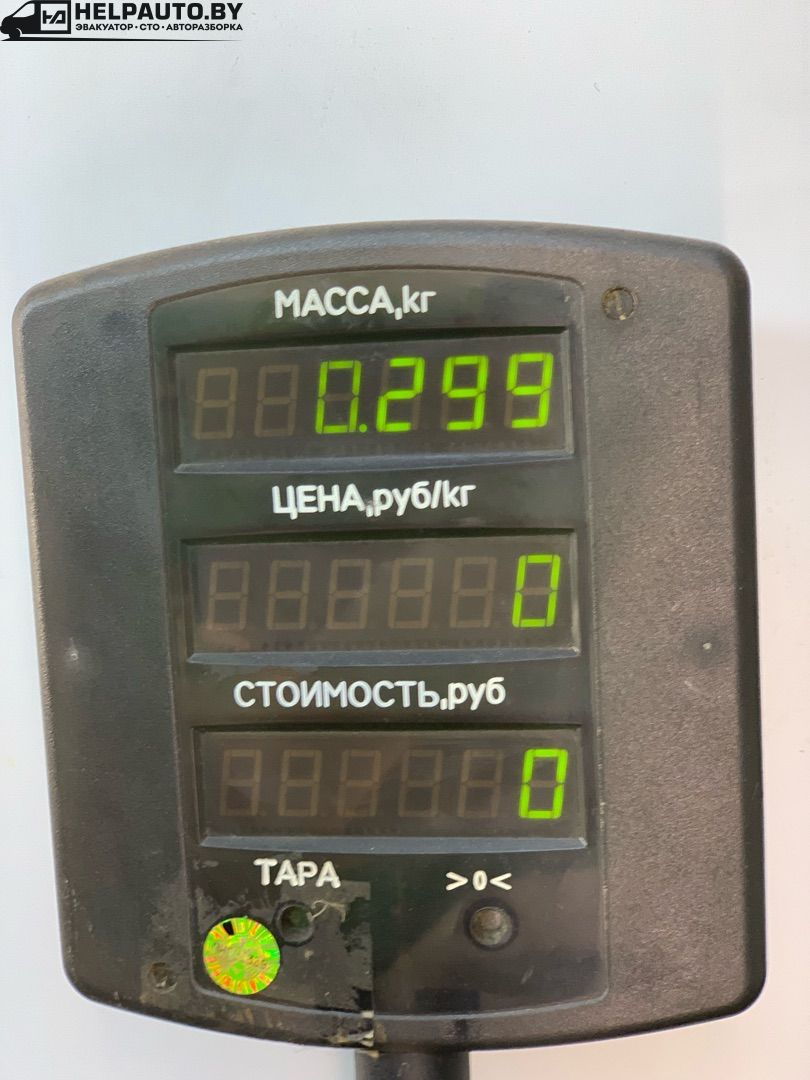 HELPAUTO.BY
ЭВАКУАТОР • СТО • АВТОРАЗБОРКА
МАССА,кг
0.299
ЦЕНА,руб/кг
0
СТОИМОСТЬ,руб
0
ТАРА >0<